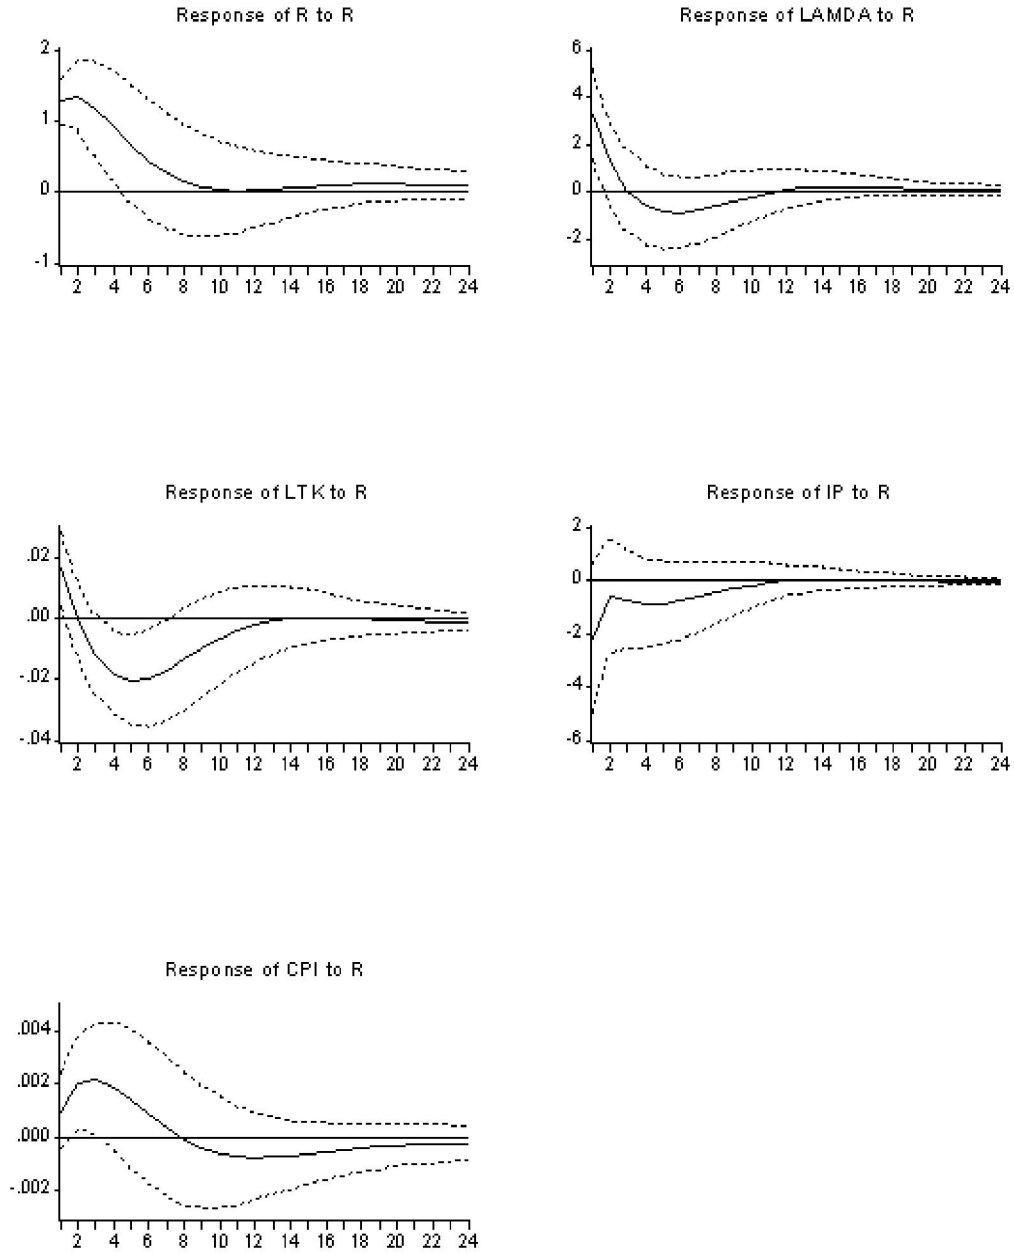 Response of R to R
2
1
0
-1
2 4 6 8 10 12 14 16 18 20 22 24
Response of LAMDA to R
6
4
2
0
-2
2 4 6 8 10 12 14 16 18 20 22 24
Response of LTK to R
.02
.00
-.02
-.04
2 4 6 8 10 12 14 16 18 20 22 24
Response of IP to R
2
0
-2
-4
-6
2 4 6 8 10 12 14 16 18 20 22 24
Response of CPI to R
.004
.002
.000
-.002
2 4 6 8 10 12 14 16 18 20 22 24